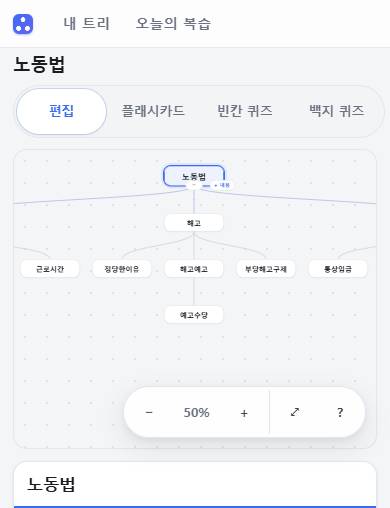 내 트리 오늘의 복습
노동법
편집 플래시카드 빈칸 퀴즈 백지 퀴즈
노동법
+ 내용
해고
근로시간 정당한이유 해고예고 부당해고구제 통상임금
예고수당
− 50% + ?
노동법